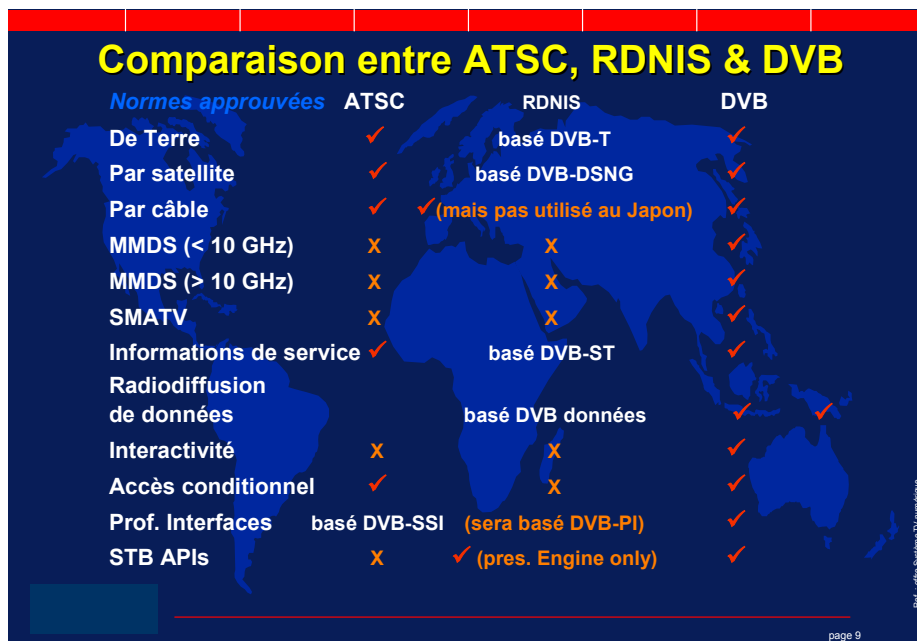 Comparaison entre ATSC, RDNIS & DVB
Normes approuvées ATSC RDNIS DVB
De Terre ✓ basé DVB-T ✓
Par satellite ✓ basé DVB-DSNG ✓
Par câble ✓ ✓ (mais pas utilisé au Japon) ✓
MMDS (< 10 GHz) X X ✓
MMDS (> 10 GHz) X X ✓
SMATV X X ✓
Informations de service ✓ basé DVB-ST ✓
Radiodiffusion
de données basé DVB données ✓ ✓
Interactivité X X ✓
Accès conditionnel ✓ X ✓
Prof. Interfaces basé DVB-SSI (sera basé DVB-PI) ✓
STB APIs X ✓ (pres. Engine only) ✓
page 9